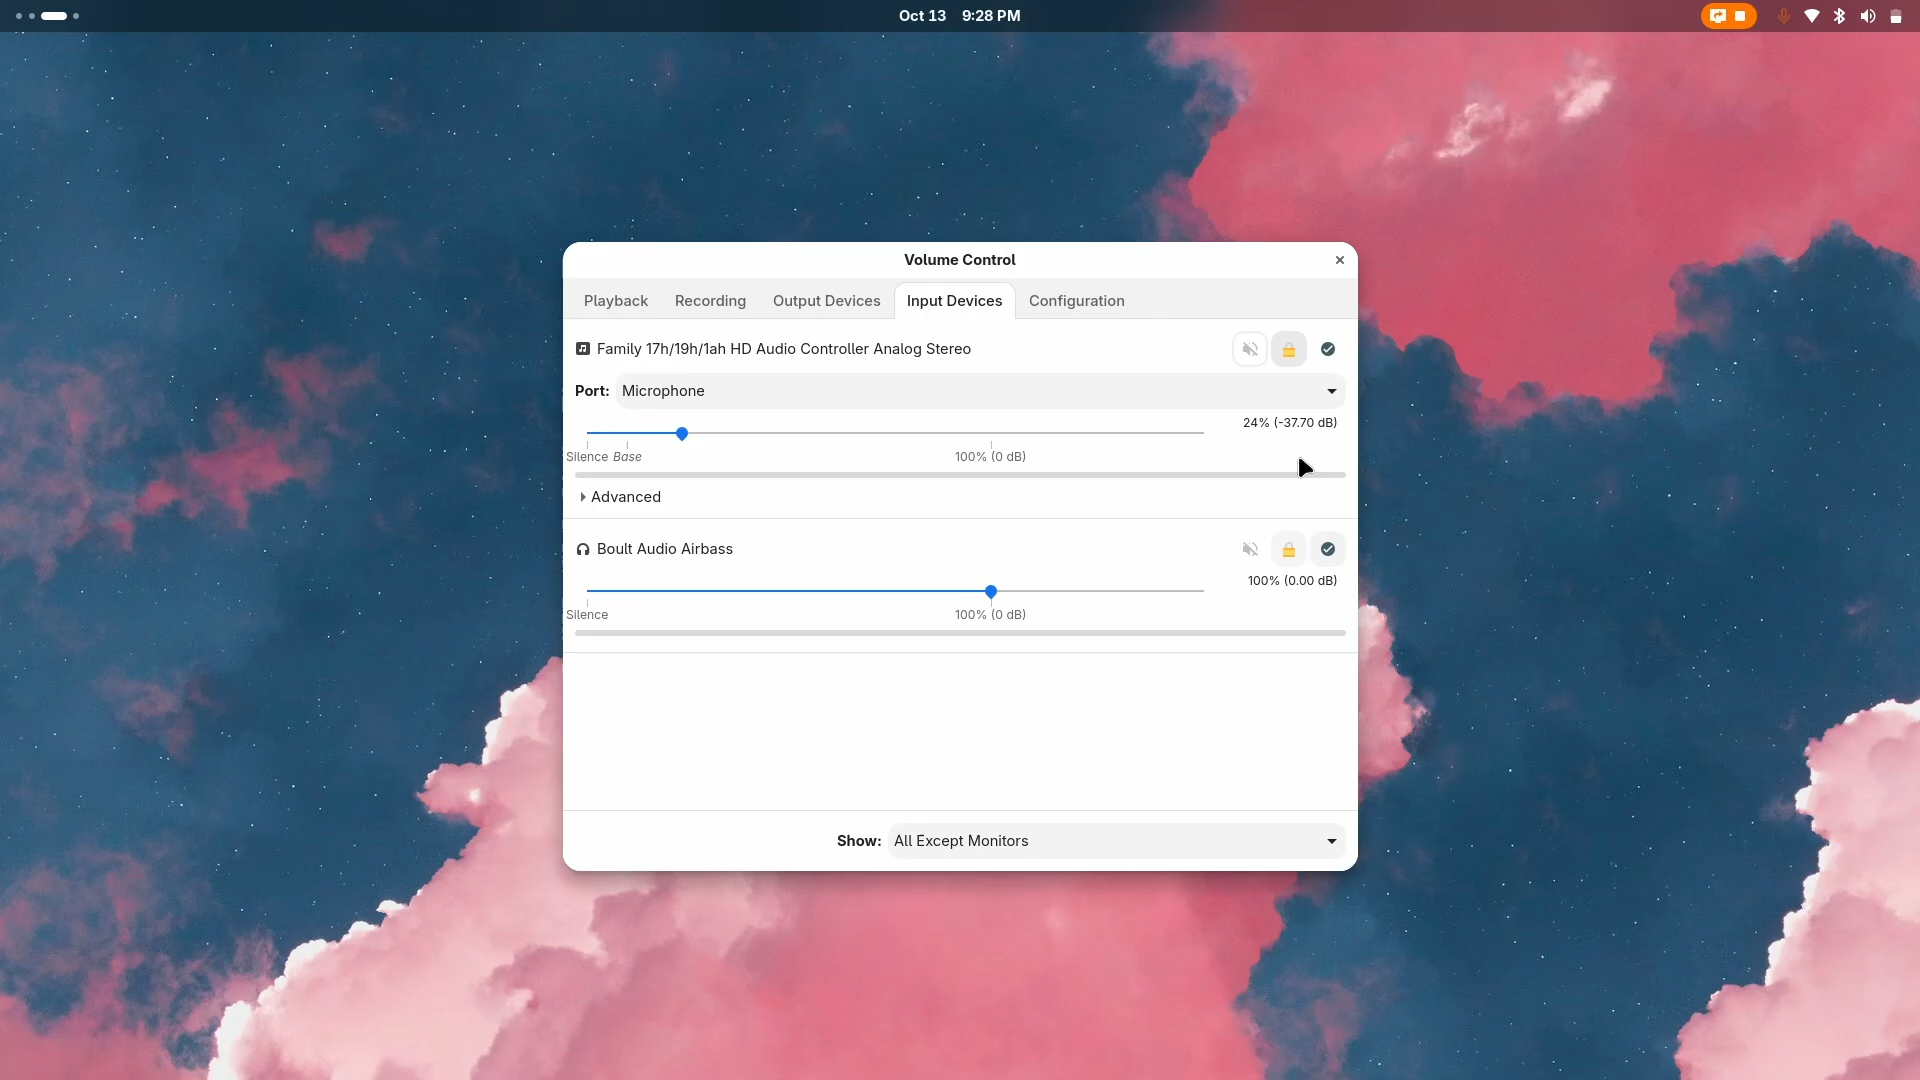 Oct 13 9:28 PM
Volume Control
Playback Recording Output Devices Input Devices Configuration
Family 17h/19h/1ah HD Audio Controller Analog Stereo
Port: Microphone
24% (-37.70 dB)
Silence Base 100% (0 dB)
Advanced
Boult Audio Airbass
100% (0.00 dB)
Silence 100% (0 dB)
Show: All Except Monitors